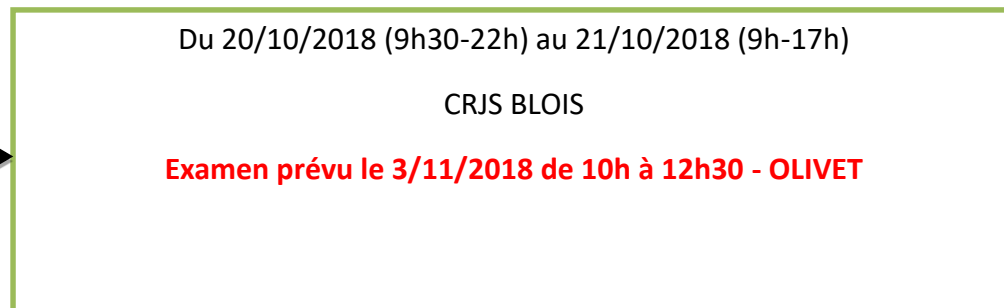 Du 20/10/2018 (9h30-22h) au 21/10/2018 (9h-17h)
CRJS BLOIS
Examen prévu le 3/11/2018 de 10h à 12h30 - OLIVET